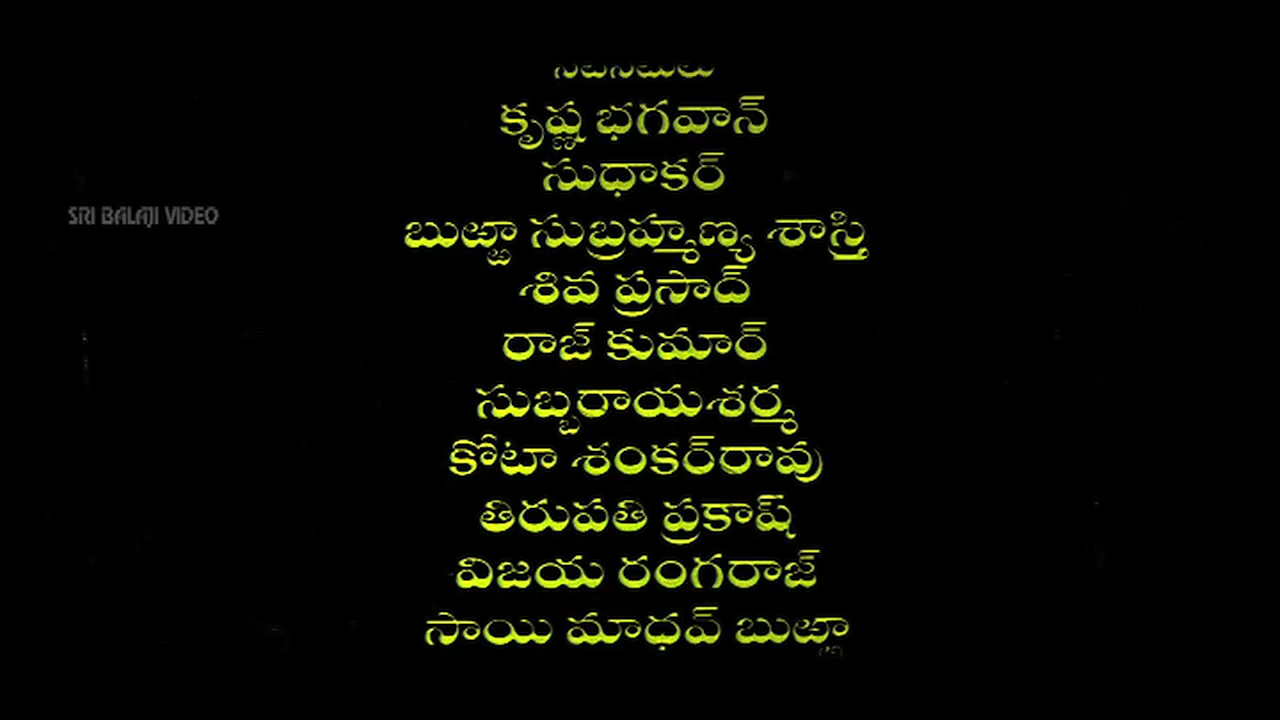 కృష్ణ భగవాన్
సుధాకర్
SRI BALAJI VIDEO
బుఱ్ఱా సుబ్రహ్మణ్య శాస్త్రి
శివ ప్రసాద్
రాజ్ కుమార్
సుబ్బరాయశర్మ
కోటా శంకర్‌రావు
తిరుపతి ప్రకాష్
విజయ రంగరాజ్
సాయి మాధవ్ బుఱ్ఱా